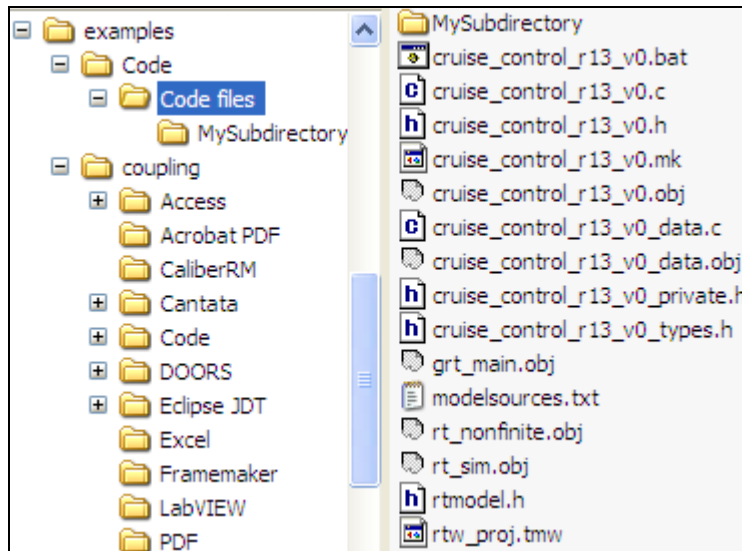 examples
Code
Code files
MySubdirectory
coupling
Access
Acrobat PDF
CaliberRM
Cantata
Code
DOORS
Eclipse JDT
Excel
Framemaker
LabVIEW
PDF
MySubdirectory
cruise_control_r13_v0.bat
cruise_control_r13_v0.c
cruise_control_r13_v0.h
cruise_control_r13_v0.mk
cruise_control_r13_v0.obj
cruise_control_r13_v0_data.c
cruise_control_r13_v0_data.obj
cruise_control_r13_v0_private.h
cruise_control_r13_v0_types.h
grt_main.obj
modelsources.txt
rt_nonfinite.obj
rt_sim.obj
rtmodel.h
rtw_proj.tmw